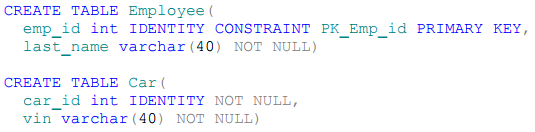 CREATE TABLE Employee(
  emp_id int IDENTITY CONSTRAINT PK_Emp_id PRIMARY KEY,
  last_name varchar(40) NOT NULL)
CREATE TABLE Car(
  car_id int IDENTITY NOT NULL,
  vin varchar(40) NOT NULL)